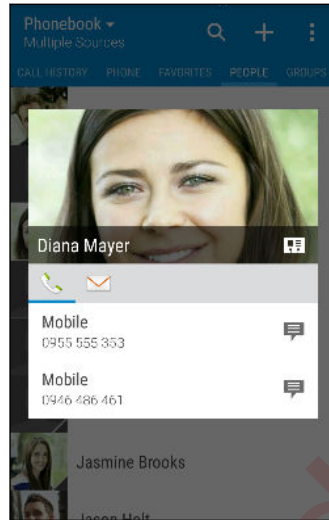 Phonebook
Multiple Sources
CALL HISTORY PHONE FAVORITES PEOPLE GROUPS
Diana Mayer
Mobile
0955 555 353
Mobile
0946 486 461
Jasmine Brooks
Jason Holt